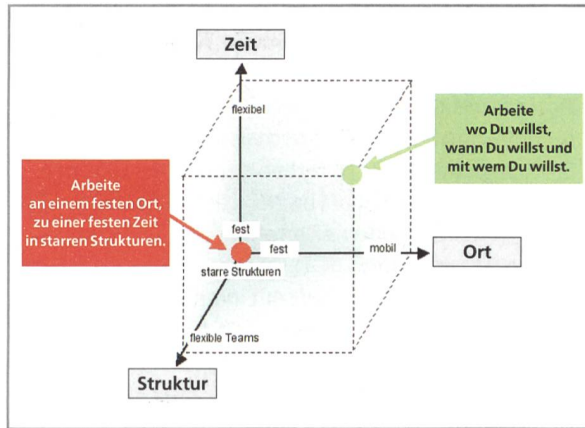 Zeit
flexibel
Arbeite
wo Du willst,
wann Du willst und
mit wem Du willst.
Arbeite
an einem festen Ort,
zu einer festen Zeit
in starren Strukturen.
fest
fest
mobil
Ort
starre Strukturen
flexible Teams
Struktur